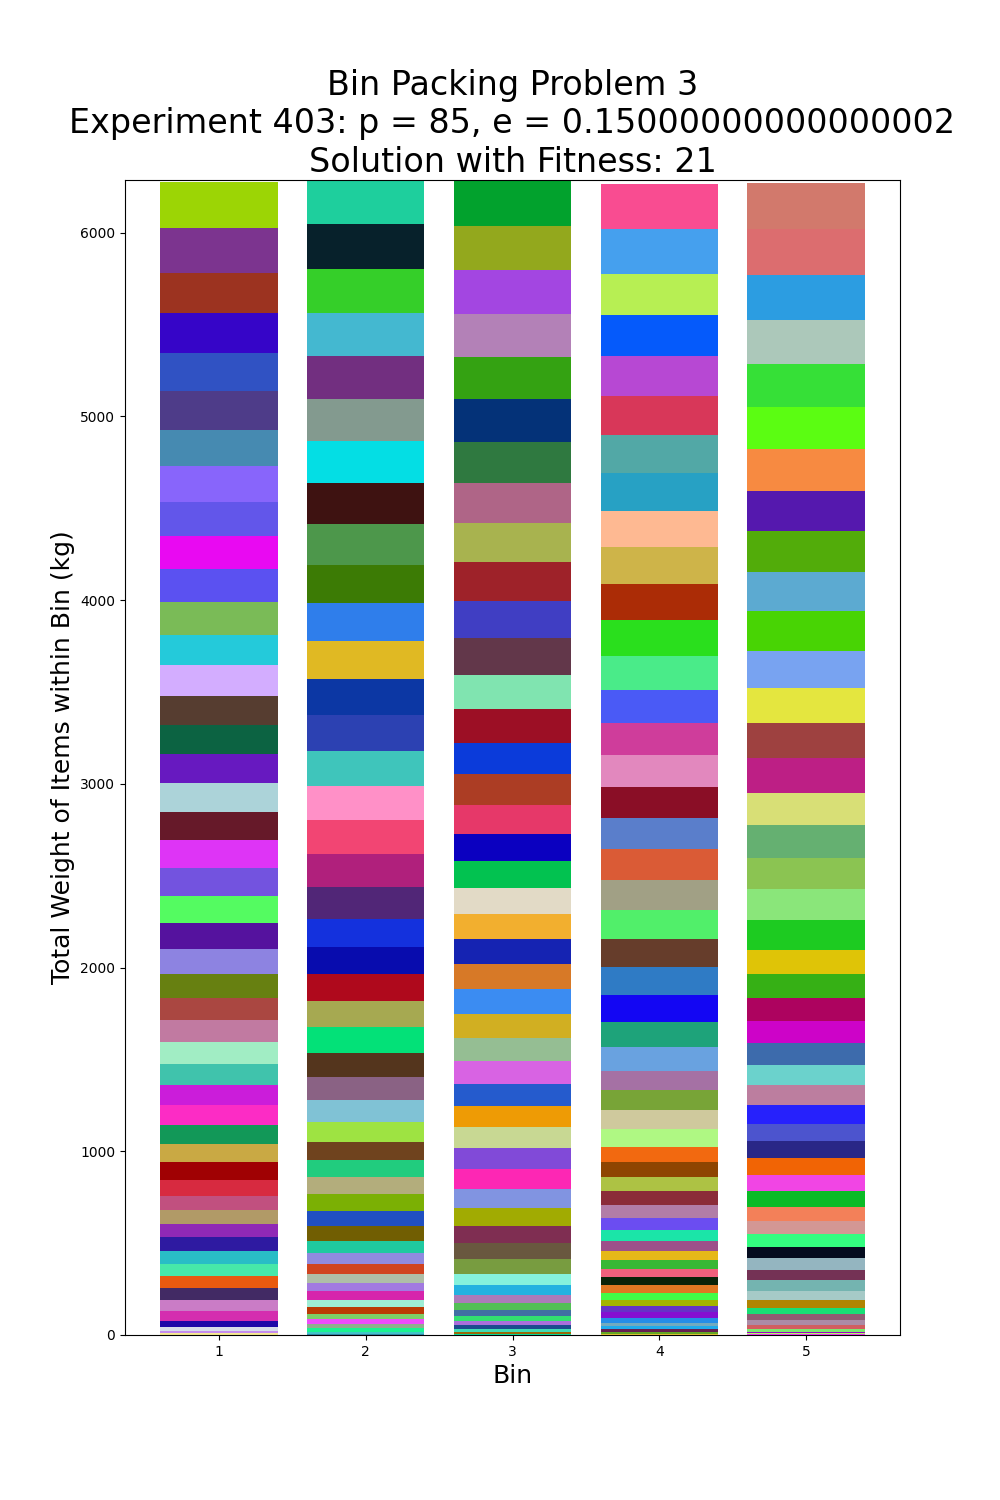 Bin Packing Problem 3
Experiment 403: p = 85, e = 0.15000000000000002
Solution with Fitness: 21
6000
5000
4000
3000
2000
1000
0
Total Weight of Items within Bin (kg)
1 2 3 4 5
Bin